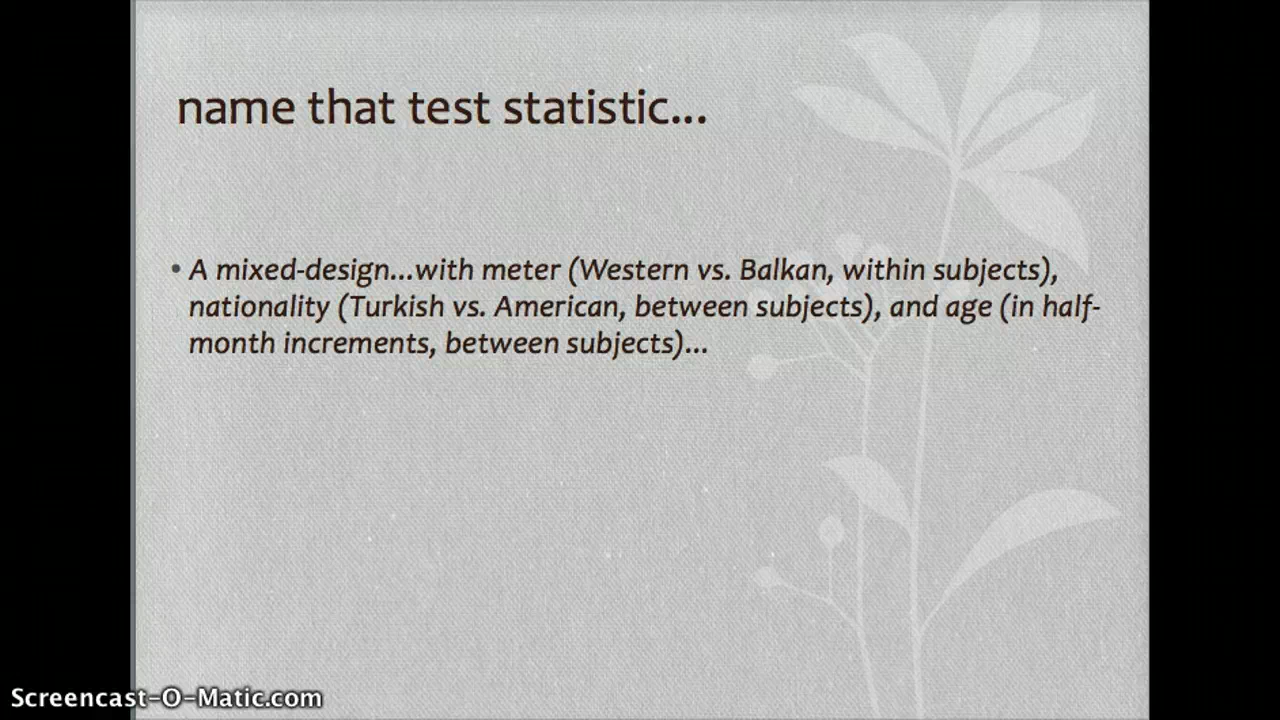 name that test statistic...
• A mixed-design...with meter (Western vs. Balkan, within subjects),
nationality (Turkish vs. American, between subjects), and age (in half-
month increments, between subjects)...
Screencast-O-Matic.com